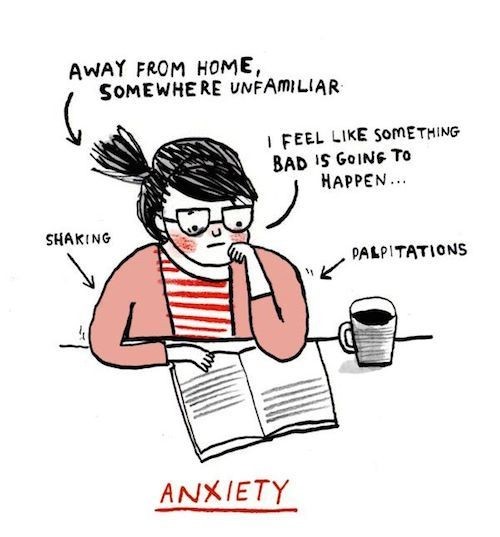 AWAY FROM HOME,
SOMEWHERE UNFAMILIAR
I FEEL LIKE SOMETHING
BAD IS GOING TO
HAPPEN...
SHAKING
PALPITATIONS
ANXIETY